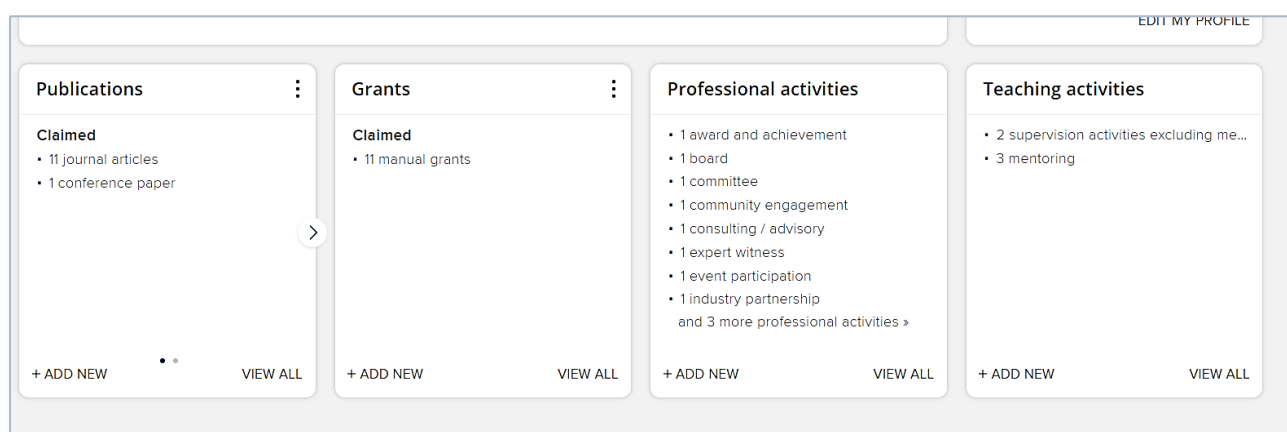 EDIT MY PROFILE
Publications
Claimed
• 11 journal articles
• 1 conference paper
+ ADD NEW
VIEW ALL
Grants
Claimed
• 11 manual grants
+ ADD NEW
VIEW ALL
Professional activities
• 1 award and achievement
• 1 board
• 1 committee
• 1 community engagement
• 1 consulting / advisory
• 1 expert witness
• 1 event participation
• 1 industry partnership
and 3 more professional activities »
+ ADD NEW
VIEW ALL
Teaching activities
• 2 supervision activities excluding me...
• 3 mentoring
+ ADD NEW
VIEW ALL